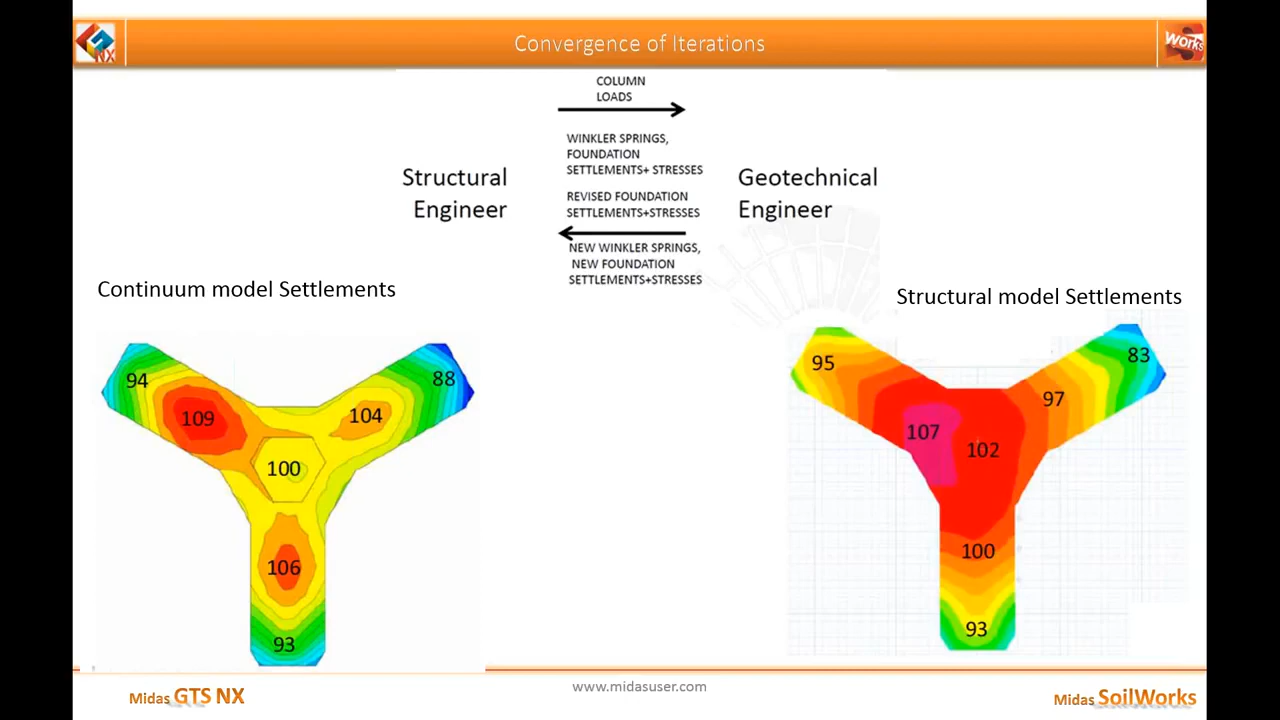 Convergence of Iterations
NX
Works
COLUMN
LOADS
WINKLER SPRINGS,
FOUNDATION
SETTLEMENTS+ STRESSES
Structural
Engineer
Geotechnical
Engineer
REVISED FOUNDATION
SETTLEMENTS+STRESSES
NEW WINKLER SPRINGS,
NEW FOUNDATION
SETTLEMENTS+STRESSES
Continuum model Settlements
Structural model Settlements
94
88
109
104
100
106
93
95
83
97
107
102
100
93
Midas GTS NX
www.midasuser.com
Midas SoilWorks